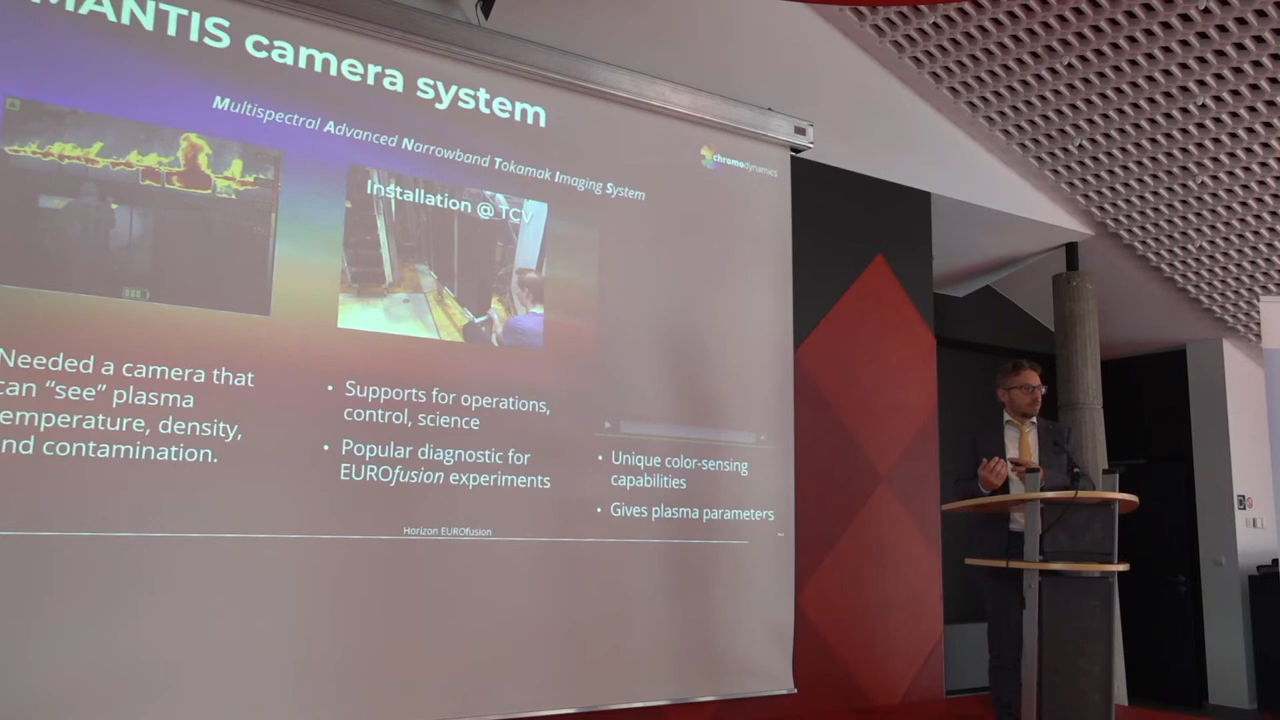 MANTIS camera system
Multispectral Advanced Narrowband Tokamak Imaging System
chromodynamics
Installation @ TCV
Needed a camera that
can “see” plasma
temperature, density,
and contamination.
• Supports for operations,
control, science
• Popular diagnostic for
EUROfusion experiments
• Unique color-sensing
capabilities
• Gives plasma parameters
Horizon EUROfusion